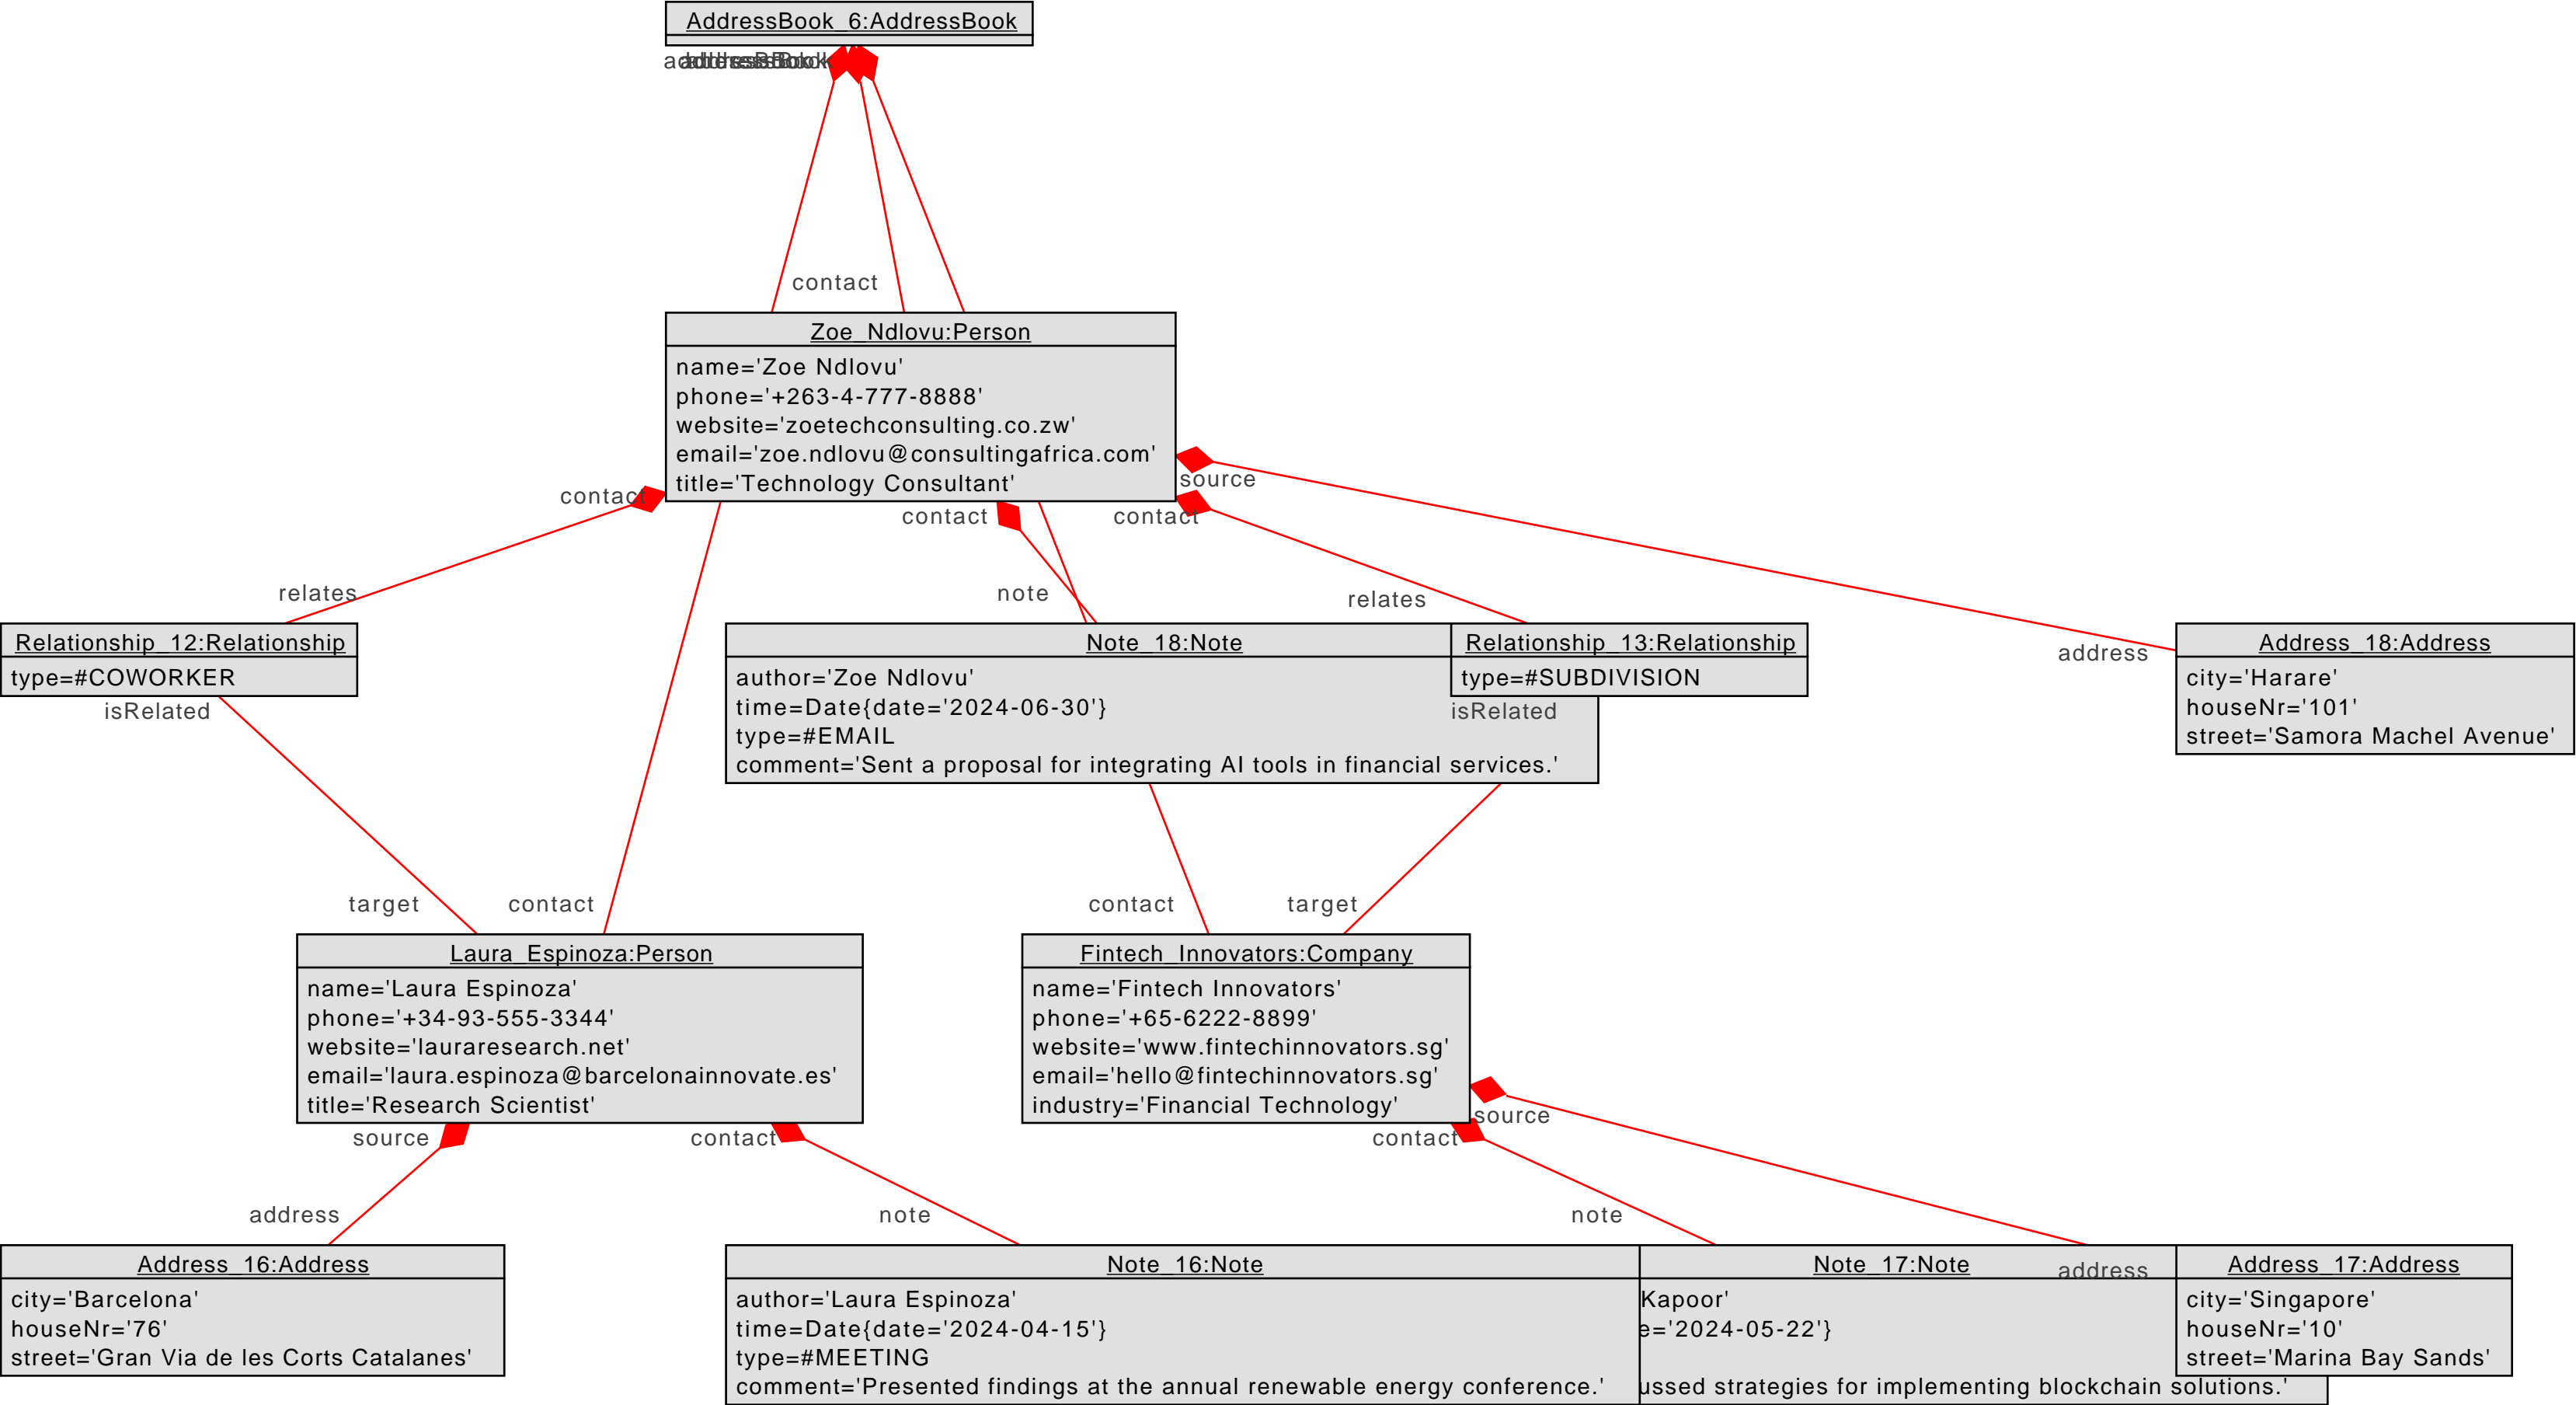 AddressBook_6:AddressBook
contact
Zoe_Ndlovu:Person
name='Zoe Ndlovu'
phone='+263-4-777-8888'
website='zoetechconsulting.co.zw'
email='zoe.ndlovu@consultingafrica.com'
title='Technology Consultant'
source
contact
contact
contact
relates
note
relates
Relationship_12:Relationship
type=#COWORKER
isRelated
Note_18:Note
author='Zoe Ndlovu'
time=Date{date='2024-06-30'}
type=#EMAIL
comment='Sent a proposal for integrating AI tools in financial services.'
Relationship_13:Relationship
type=#SUBDIVISION
isRelated
address
Address_18:Address
city='Harare'
houseNr='101'
street='Samora Machel Avenue'
target
contact
contact
target
Laura_Espinoza:Person
name='Laura Espinoza'
phone='+34-93-555-3344'
website='lauraresearch.net'
email='laura.espinoza@barcelonainnovate.es'
title='Research Scientist'
Fintech_Innovators:Company
name='Fintech Innovators'
phone='+65-6222-8899'
website='www.fintechinnovators.sg'
email='hello@fintechinnovators.sg'
industry='Financial Technology'
source
contact
source
contact
address
note
note
Address_16:Address
city='Barcelona'
houseNr='76'
street='Gran Via de les Corts Catalanes'
Note_16:Note
author='Laura Espinoza'
time=Date{date='2024-04-15'}
type=#MEETING
comment='Presented findings at the annual renewable energy conference.'
Note_17:Note
Kapoor'
='2024-05-22'}
strategies for implementing blockchain solutions.'
address
Address_17:Address
city='Singapore'
houseNr='10'
street='Marina Bay Sands'